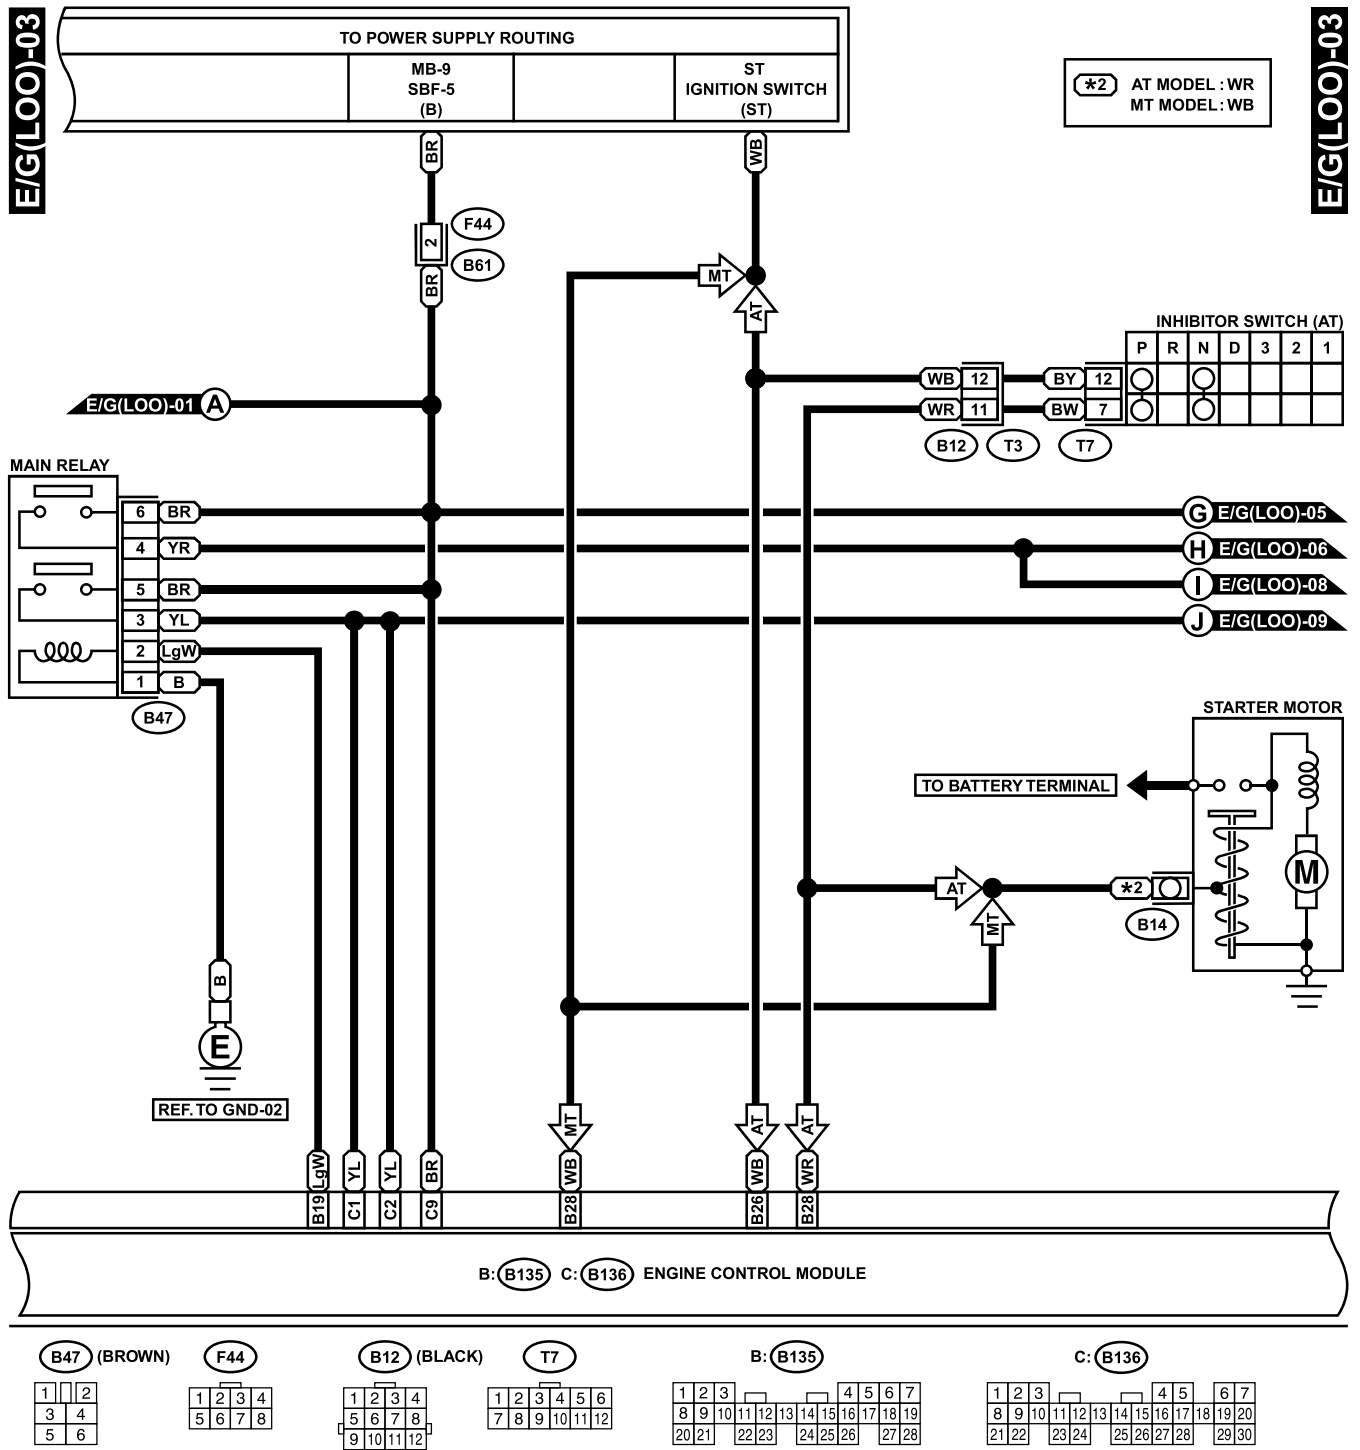 E/G(LOO)-03
E/G(LOO)-03
TO POWER SUPPLY ROUTING
MB-9
SBF-5
(B)
ST
IGNITION SWITCH
(ST)
*2 AT MODEL : WR
MT MODEL : WB
BR
WB
2
F44
B61
BR
MT
AT
INHIBITOR SWITCH (AT)
P R N D 3 2 1
WB 12 BY 12
WR 11 BW 7
B12 T3 T7
E/G(LOO)-01 A
MAIN RELAY
6 BR
4 YR
5 BR
3 YL
2 LgW
1 B
B47
G E/G(LOO)-05
H E/G(LOO)-06
I E/G(LOO)-08
J E/G(LOO)-09
STARTER MOTOR
TO BATTERY TERMINAL
M
AT
*2
MT
B14
B
E
REF. TO GND-02
MT AT AT
LgW YL YL BR WB WB WR
B19 C1 C2 C9 B28 B26 B28
B: B135 C: B136 ENGINE CONTROL MODULE
B47 (BROWN)
1 2
3 4
5 6
F44
1 2 3 4
5 6 7 8
B12 (BLACK)
1 2 3 4
5 6 7 8
9 10 11 12
T7
1 2 3 4 5 6
7 8 9 10 11 12
B: B135
1 2 3 4 5 6 7
8 9 10 11 12 13 14 15 16 17 18 19
20 21 22 23 24 25 26 27 28
C: B136
1 2 3 4 5 6 7
8 9 10 11 12 13 14 15 16 17 18 19 20
21 22 23 24 25 26 27 28 29 30